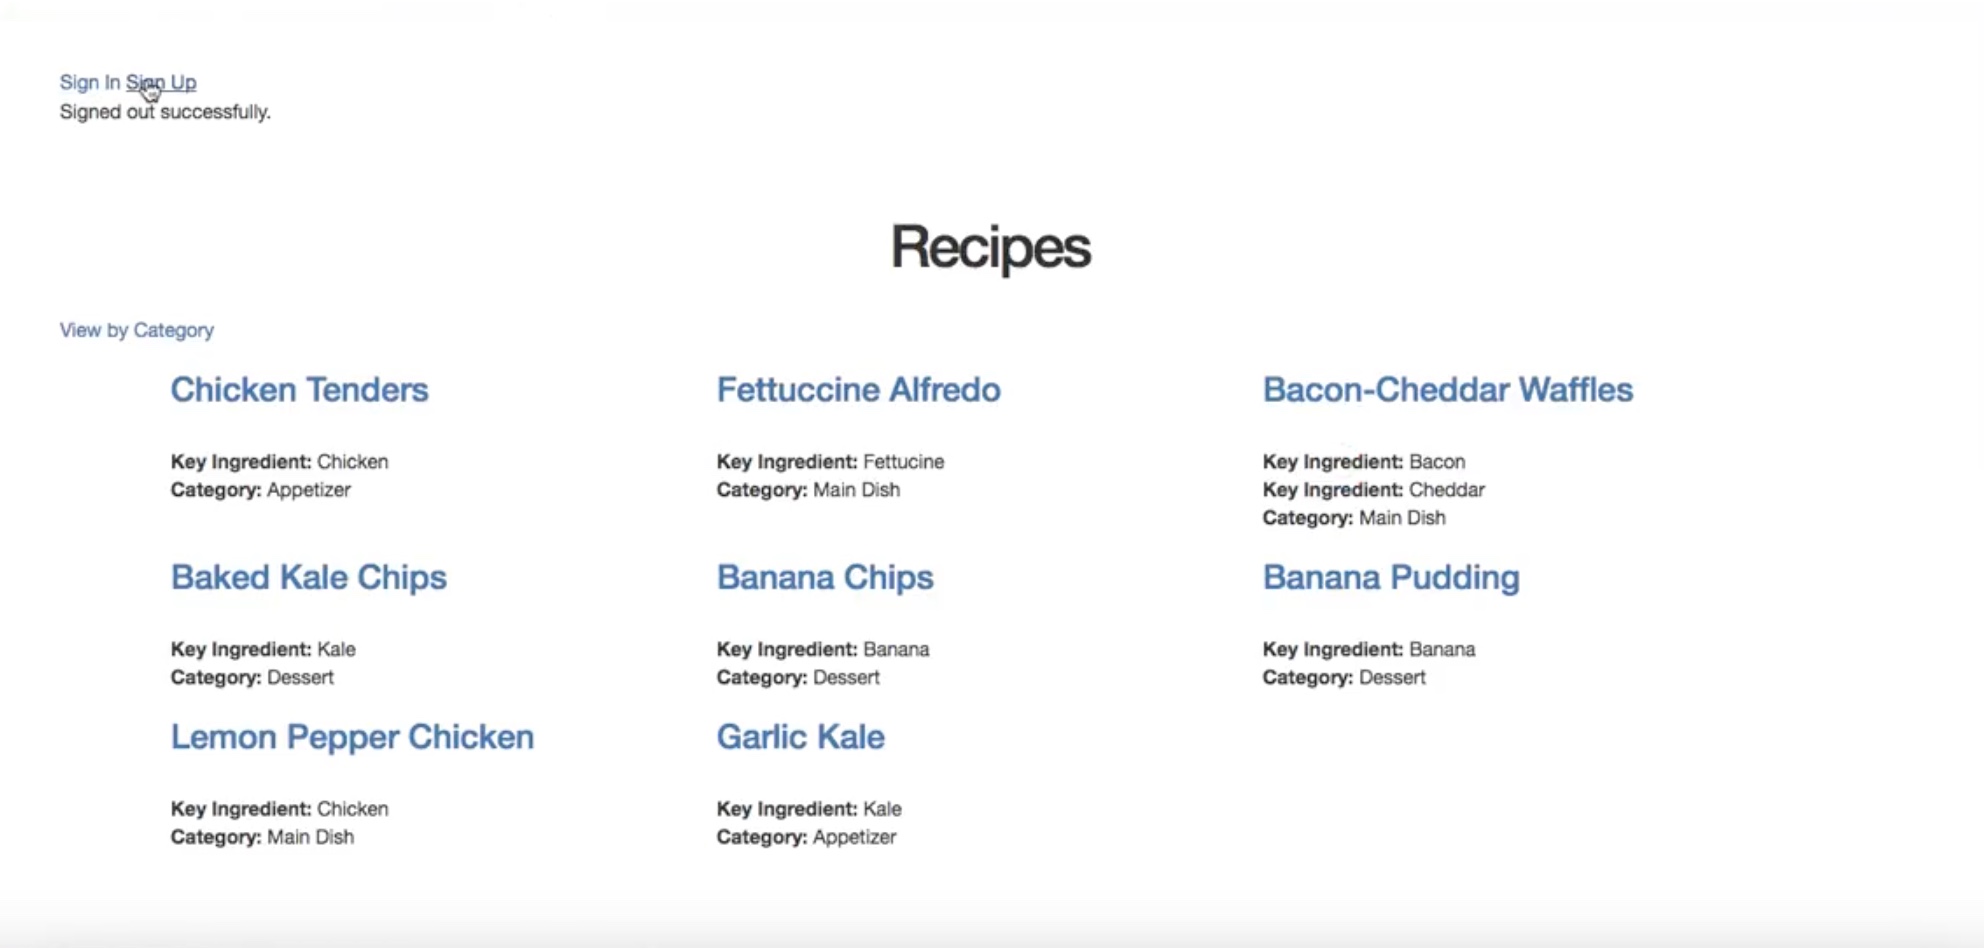 Sign In Sign Up
Signed out successfully.
Recipes
View by Category
Chicken Tenders
Key Ingredient: Chicken
Category: Appetizer
Fettuccine Alfredo
Key Ingredient: Fettucine
Category: Main Dish
Bacon-Cheddar Waffles
Key Ingredient: Bacon
Key Ingredient: Cheddar
Category: Main Dish
Baked Kale Chips
Key Ingredient: Kale
Category: Dessert
Banana Chips
Key Ingredient: Banana
Category: Dessert
Banana Pudding
Key Ingredient: Banana
Category: Dessert
Lemon Pepper Chicken
Key Ingredient: Chicken
Category: Main Dish
Garlic Kale
Key Ingredient: Kale
Category: Appetizer